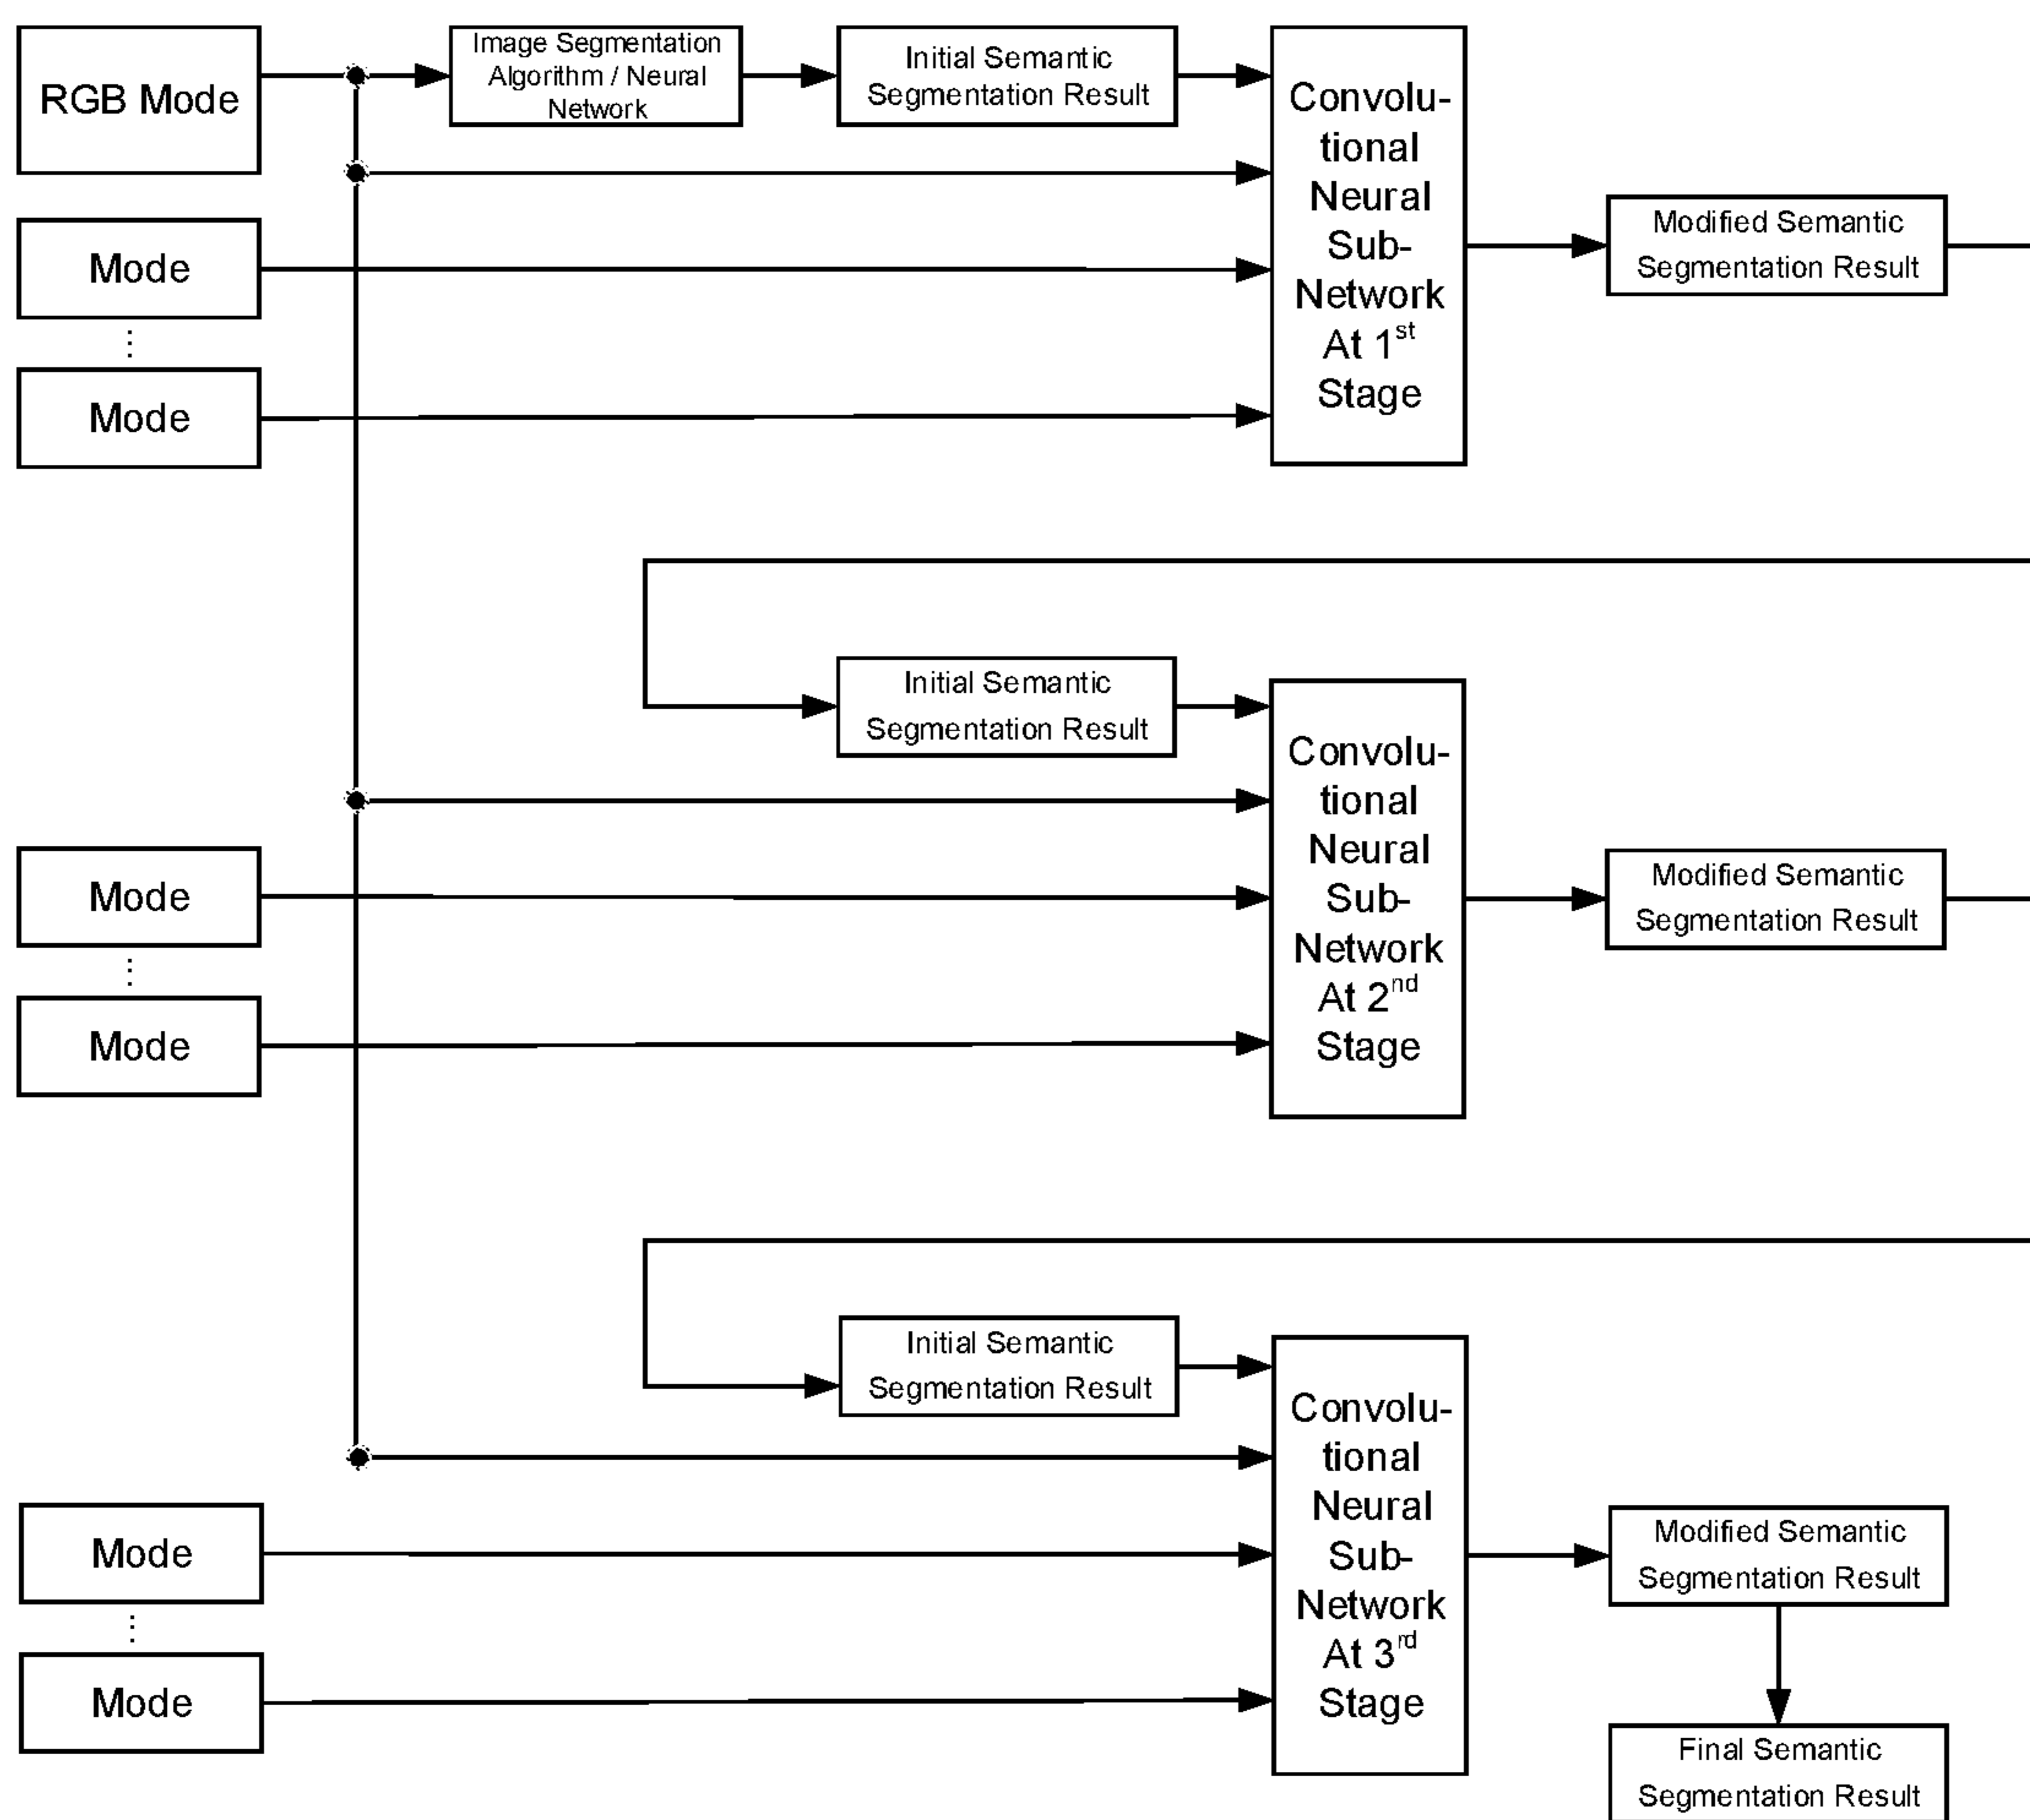 RGB Mode
Image Segmentation
Algorithm / Neural
Network
Initial Semantic
Segmentation Result
Convolu-
tional
Neural
Sub-
Network
At 1st
Stage
Modified Semantic
Segmentation Result
Mode
⋮
Mode
Initial Semantic
Segmentation Result
Convolu-
tional
Neural
Sub-
Network
At 2nd
Stage
Modified Semantic
Segmentation Result
Mode
⋮
Mode
Initial Semantic
Segmentation Result
Convolu-
tional
Neural
Sub-
Network
At 3rd
Stage
Modified Semantic
Segmentation Result
Mode
⋮
Mode
Final Semantic
Segmentation Result